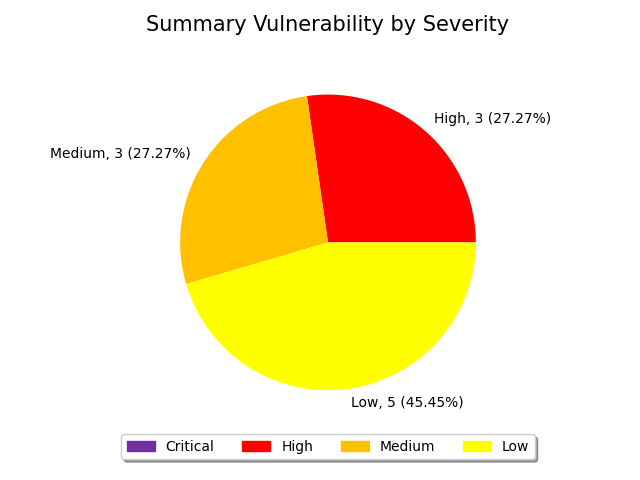 Summary Vulnerability by Severity
High, 3 (27.27%)
Medium, 3 (27.27%)
Low, 5 (45.45%)
Critical High Medium Low